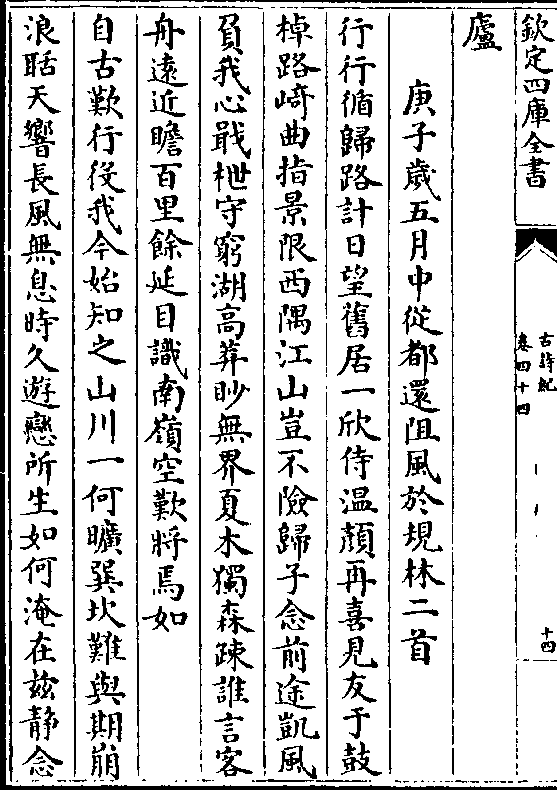 欽定四庫全書
古詩紀
卷四十四
十四
廬
庚子歲五月中從都還阻風於規林二首
行行循歸路計日望舊居一欣侍温顔再喜見友于鼓
棹路﨑曲指景限西隅江山豈不險歸子念前途凱風
負我心戢枻守窮湖高莽眇無界夏木獨森疎誰言客
舟遠近瞻百里餘延目識南嶺空歎將焉如
自古歎行役我今始知之山川一何曠巽坎難與期崩
浪聒天響長風無息時久遊戀所生如何淹在兹静念